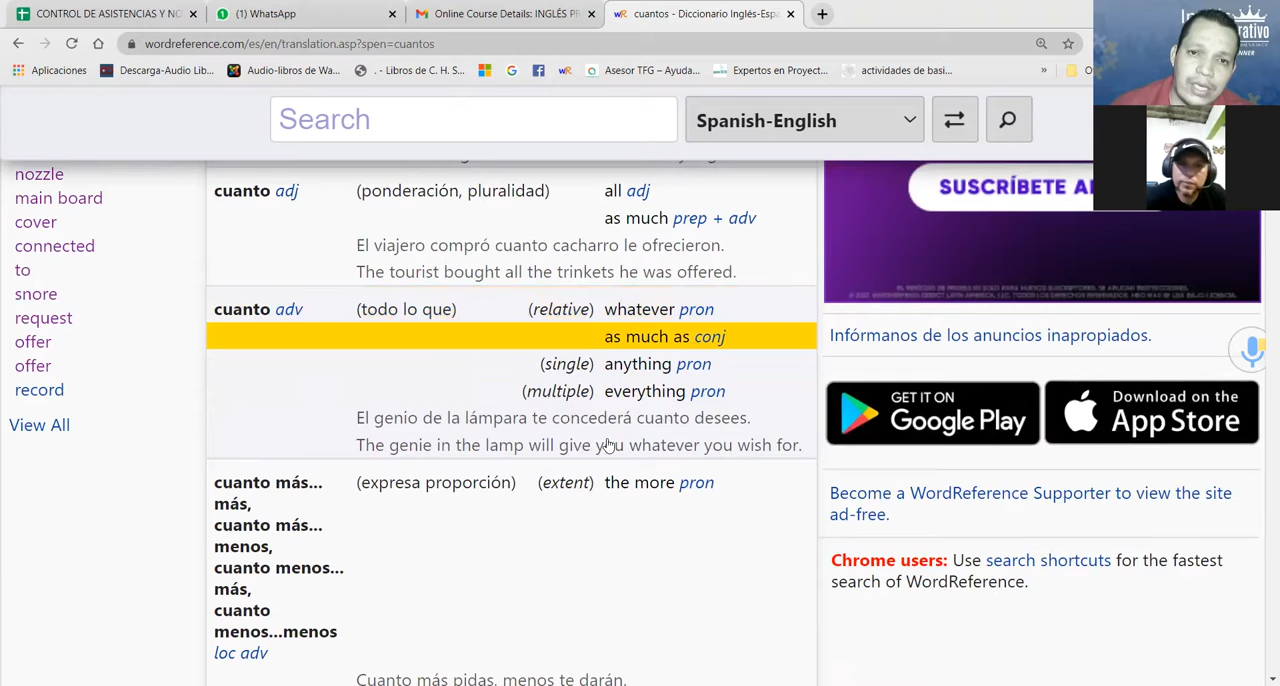 CONTROL DE ASISTENCIAS Y NO
(1) WhatsApp
Online Course Details: INGLÉS PR
cuantos - Diccionario Inglés-Espa
wordreference.com/es/en/translation.asp?spen=cuantos
Aplicaciones
Descarga-Audio Lib...
Audio-libros de Wa...
. - Libros de C. H. S...
Asesor TFG – Ayuda...
Expertos en Proyect...
actividades de basi...
»
Search
Spanish-English
nozzle
main board
cover
connected
to
snore
request
offer
offer
record
View All
cuanto adj (ponderación, pluralidad) all adj
as much prep + adv
El viajero compró cuanto cacharro le ofrecieron.
The tourist bought all the trinkets he was offered.
cuanto adv (todo lo que) (relative) whatever pron
as much as conj
(single) anything pron
(multiple) everything pron
El genio de la lámpara te concederá cuanto desees.
The genie in the lamp will give you whatever you wish for.
cuanto más... (expresa proporción) (extent) the more pron
más,
cuanto más...
menos,
cuanto menos...
más,
cuanto
menos...menos
loc adv
Cuanto más pidas, menos te darán.
SUSCRÍBETE
Infórmanos de los anuncios inapropiados.
GET IT ON
Google Play
Download on the
App Store
Become a WordReference Supporter to view the site
ad-free.
Chrome users: Use search shortcuts for the fastest
search of WordReference.